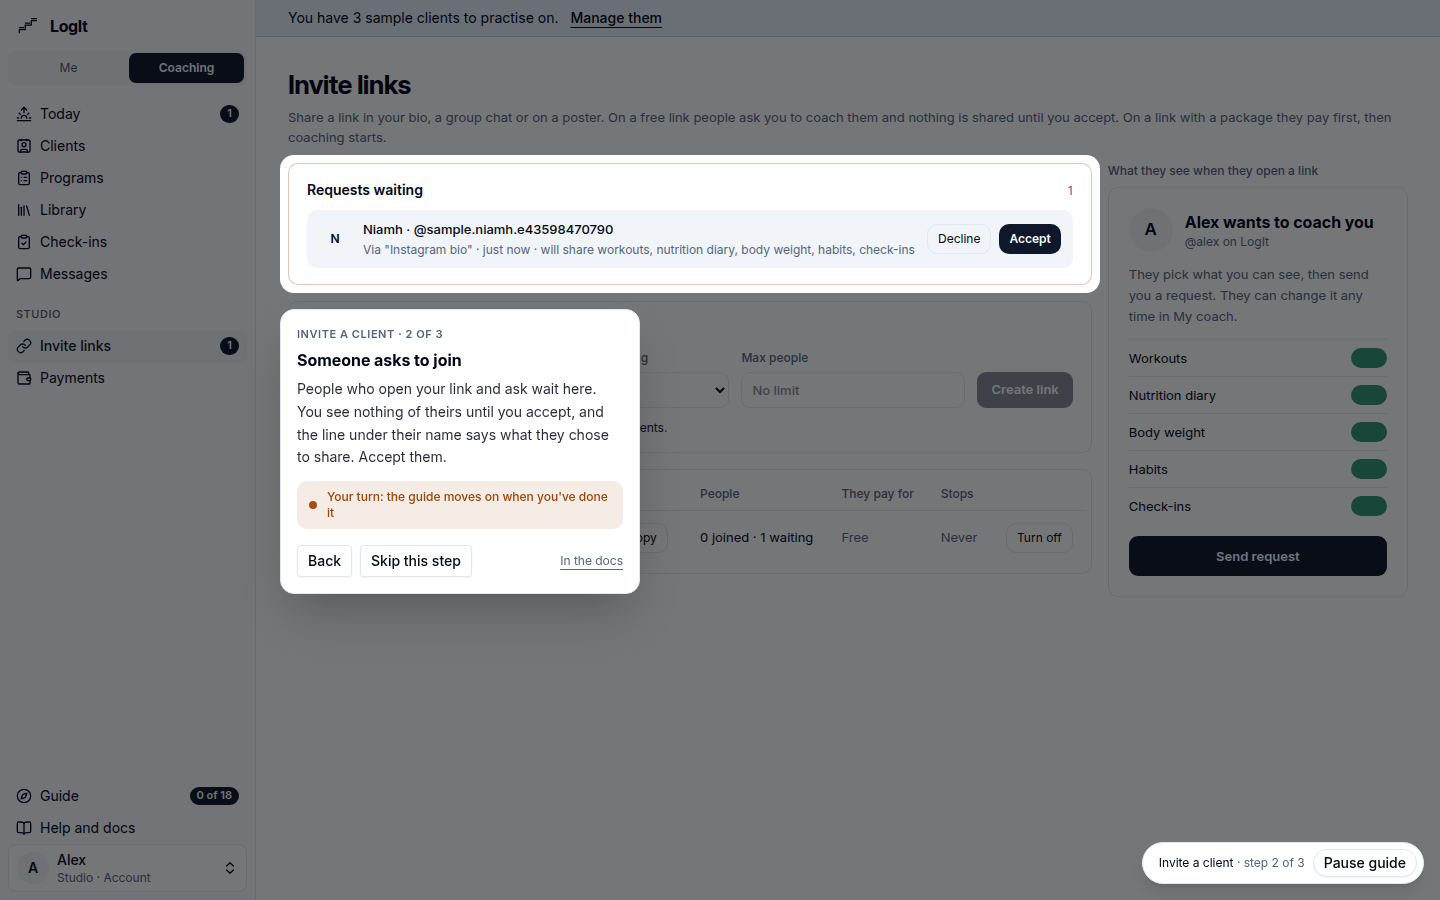 LogIt
Me
Coaching
Today
1
Clients
Programs
Library
Check-ins
Messages
STUDIO
Invite links
1
Payments
Guide
0 of 18
Help and docs
A
Alex
Studio · Account
You have 3 sample clients to practise on. Manage them
Invite links
Share a link in your bio, a group chat or on a poster. On a free link people ask you to coach them and nothing is shared until you accept. On a link with a package they pay first, then
coaching starts.
Requests waiting
1
N
Niamh · @sample.niamh.e43598470790
Via "Instagram bio" · just now · will share workouts, nutrition diary, body weight, habits, check-ins
Decline
Accept
INVITE A CLIENT · 2 OF 3
Someone asks to join
People who open your link and ask wait here.
You see nothing of theirs until you accept, and
the line under their name says what they chose
to share. Accept them.
Your turn: the guide moves on when you've done
it
Back
Skip this step
In the docs
Max people
No limit
Create link
People
They pay for
Stops
0 joined · 1 waiting
Free
Never
Turn off
What they see when they open a link
A
Alex wants to coach you
@alex on LogIt
They pick what you can see, then send
you a request. They can change it any
time in My coach.
Workouts
Nutrition diary
Body weight
Habits
Check-ins
Send request
Invite a client · step 2 of 3
Pause guide